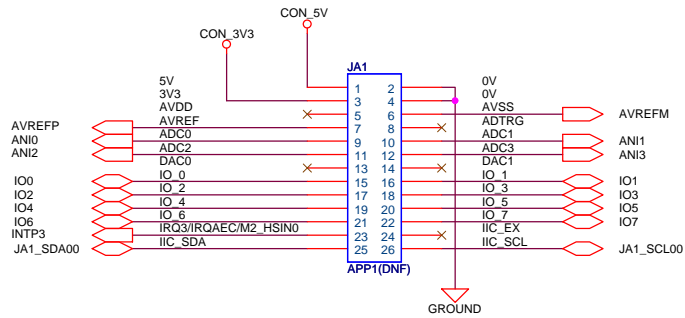 CON_5V
CON_3V3
JA1
5V 1 2 0V
3V3 3 4 0V
AVDD 5 6 AVSS AVREFM
AVREFP AVREF 7 8 ADTRG
ANI0 ADC0 9 10 ADC1 ANI1
ANI2 ADC2 11 12 ADC3 ANI3
DAC0 13 14 DAC1
IO0 IO_0 15 16 IO_1 IO1
IO2 IO_2 17 18 IO_3 IO3
IO4 IO_4 19 20 IO_5 IO5
IO6 IO_6 21 22 IO_7 IO7
INTP3 IRQ3/IRQAEC/M2_HSIN0 23 24 IIC_EX
JA1_SDA00 IIC_SDA 25 26 IIC_SCL JA1_SCL00
APP1(DNF)
GROUND